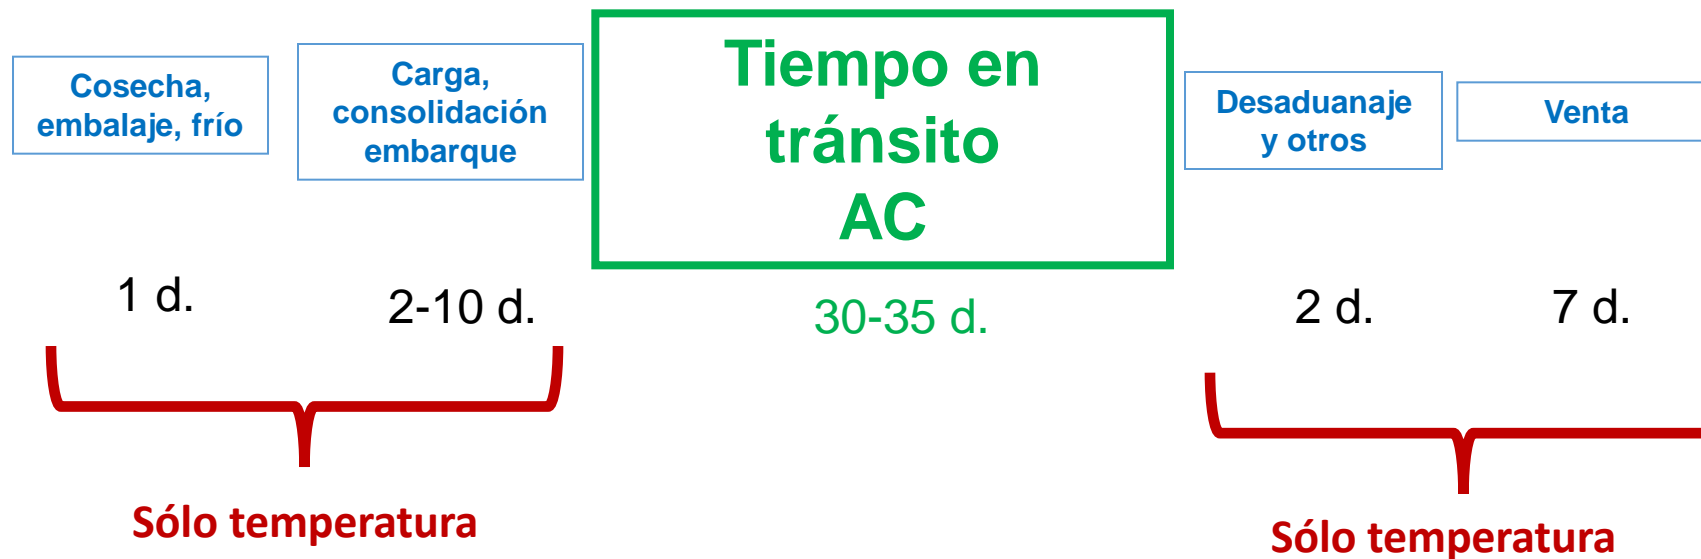 Cosecha,
embalaje, frío
Carga,
consolidación
embarque
Tiempo en
tránsito
AC
Desaduanaje
y otros
Venta
1 d.
2-10 d.
30-35 d.
2 d.
7 d.
Sólo temperatura
Sólo temperatura